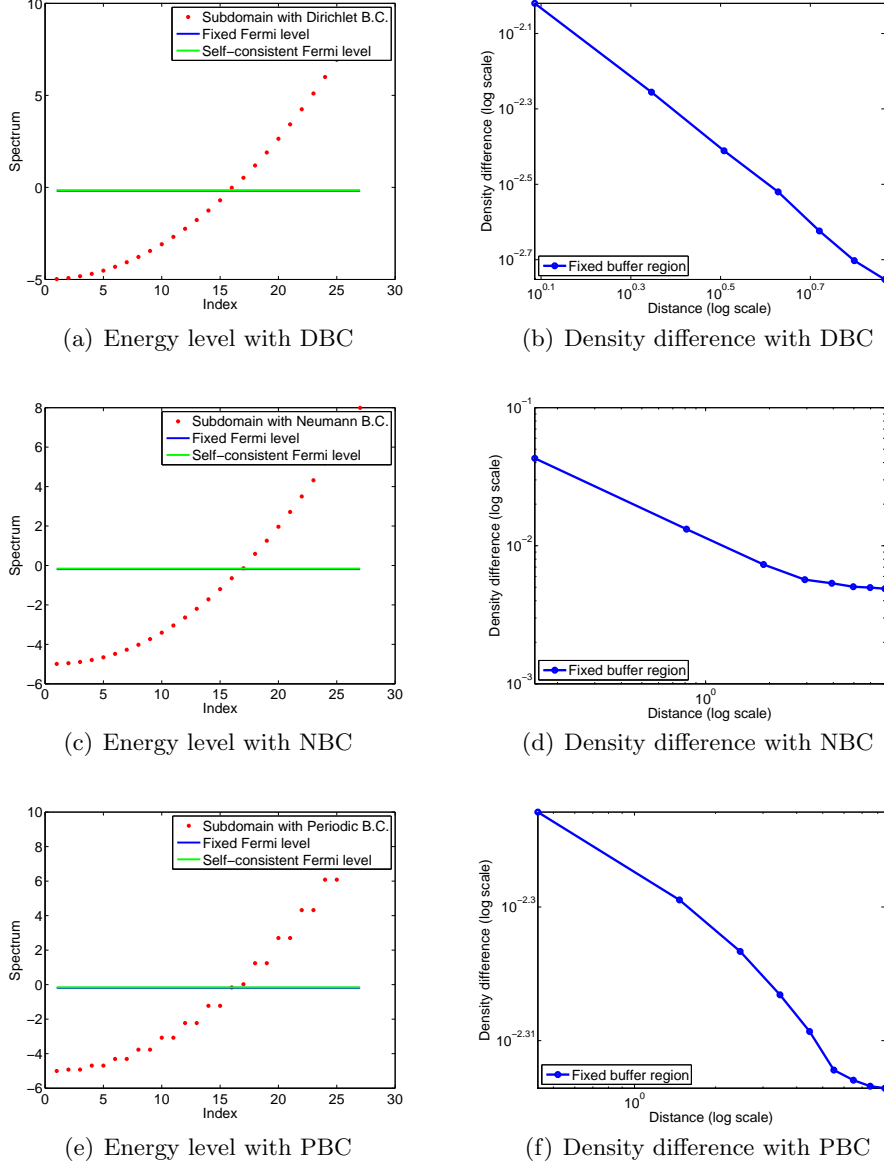 10
5
0
−5
0
5
10
15
20
25
30
Spectrum
Index
Subdomain with Dirichlet B.C.
Fixed Fermi level
Self−consistent Fermi level
(a) Energy level with DBC
10^−2.1
10^−2.3
10^−2.5
10^−2.7
10^0.1
10^0.3
10^0.5
10^0.7
Density difference (log scale)
Distance (log scale)
Fixed buffer region
(b) Density difference with DBC
8
6
4
2
0
−2
−4
−6
0
5
10
15
20
25
30
Spectrum
Index
Subdomain with Neumann B.C.
Fixed Fermi level
Self−consistent Fermi level
(c) Energy level with NBC
10^−1
10^−2
10^−3
10^0
Density difference (log scale)
Distance (log scale)
Fixed buffer region
(d) Density difference with NBC
10
8
6
4
2
0
−2
−4
−6
0
5
10
15
20
25
30
Spectrum
Index
Subdomain with Periodic B.C.
Fixed Fermi level
Self−consistent Fermi level
(e) Energy level with PBC
10^−2.3
10^−2.31
10^0
Density difference (log scale)
Distance (log scale)
Fixed buffer region
(f) Density difference with PBC